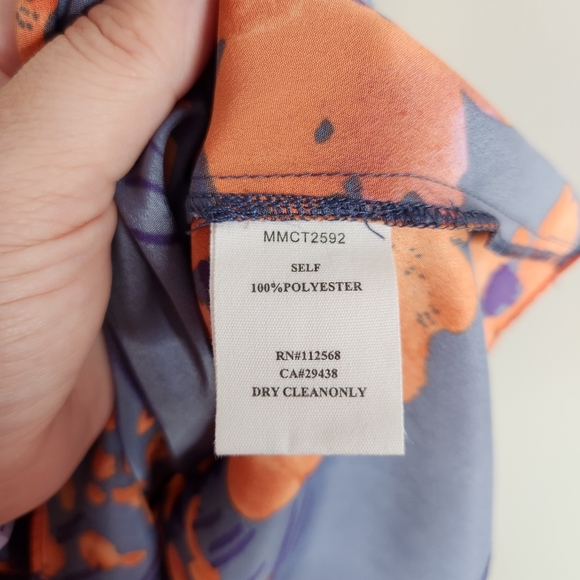 MMCT2592
SELF
100%POLYESTER
RN#112568
CA#29438
DRY CLEANONLY